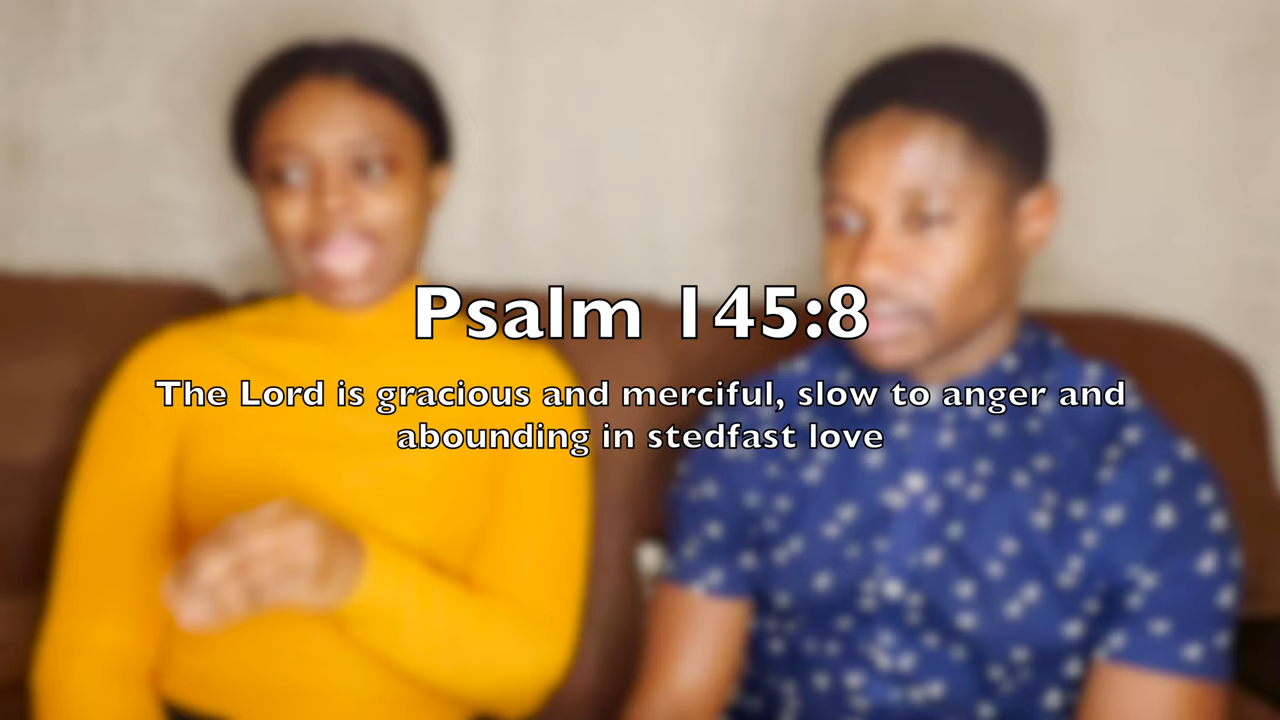 Psalm 145:8
The Lord is gracious and merciful, slow to anger and
abounding in stedfast love